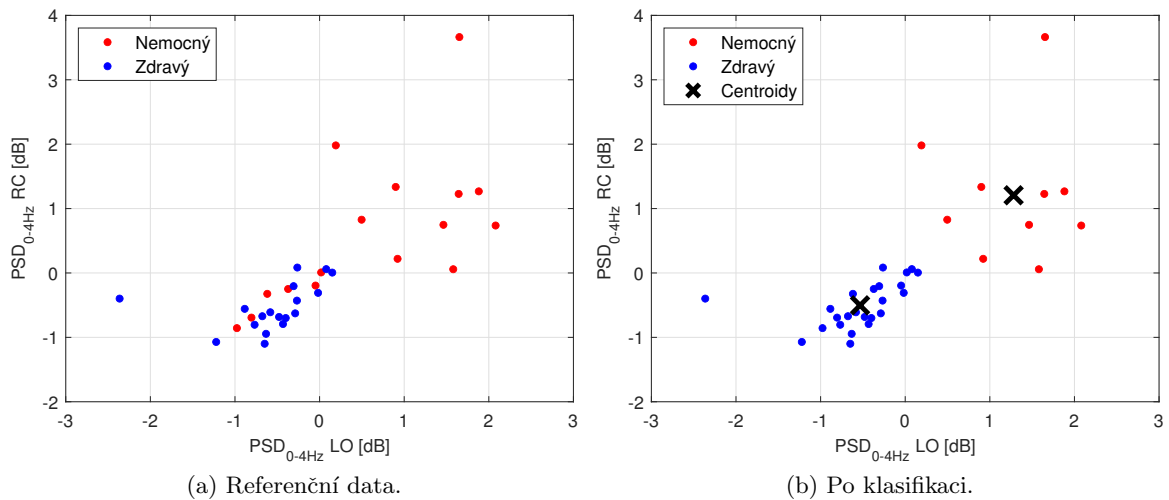 4
3
2
1
0
-1
-2
-3
-2
-1
0
1
2
3
PSD0-4Hz RC [dB]
PSD0-4Hz LO [dB]
Nemocný
Zdravý
(a) Referenční data.
4
3
2
1
0
-1
-2
-3
-2
-1
0
1
2
3
PSD0-4Hz RC [dB]
PSD0-4Hz LO [dB]
Nemocný
Zdravý
Centroidy
(b) Po klasifikaci.